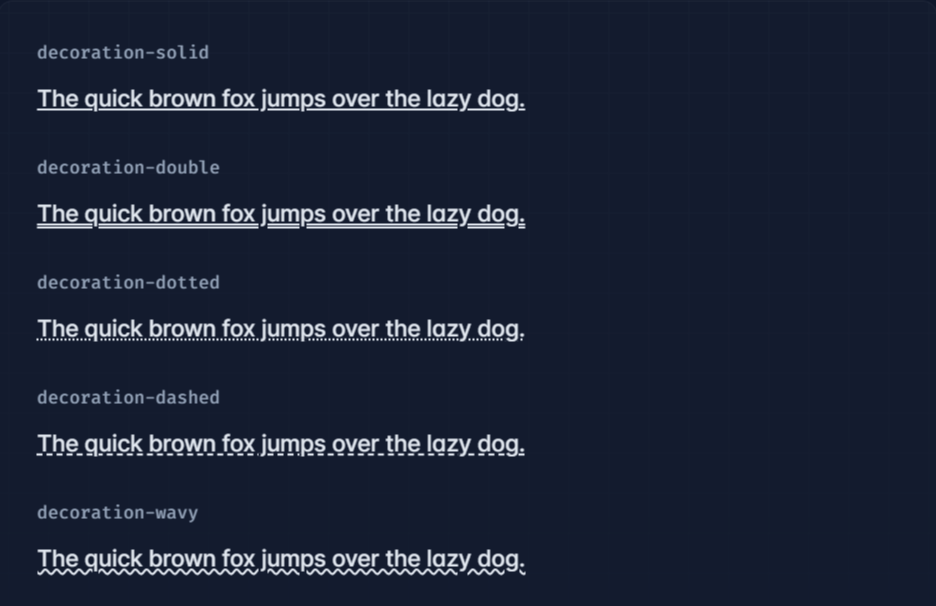 decoration-solid
The quick brown fox jumps over the lazy dog.
decoration-double
The quick brown fox jumps over the lazy dog.
decoration-dotted
The quick brown fox jumps over the lazy dog.
decoration-dashed
The quick brown fox jumps over the lazy dog.
decoration-wavy
The quick brown fox jumps over the lazy dog.